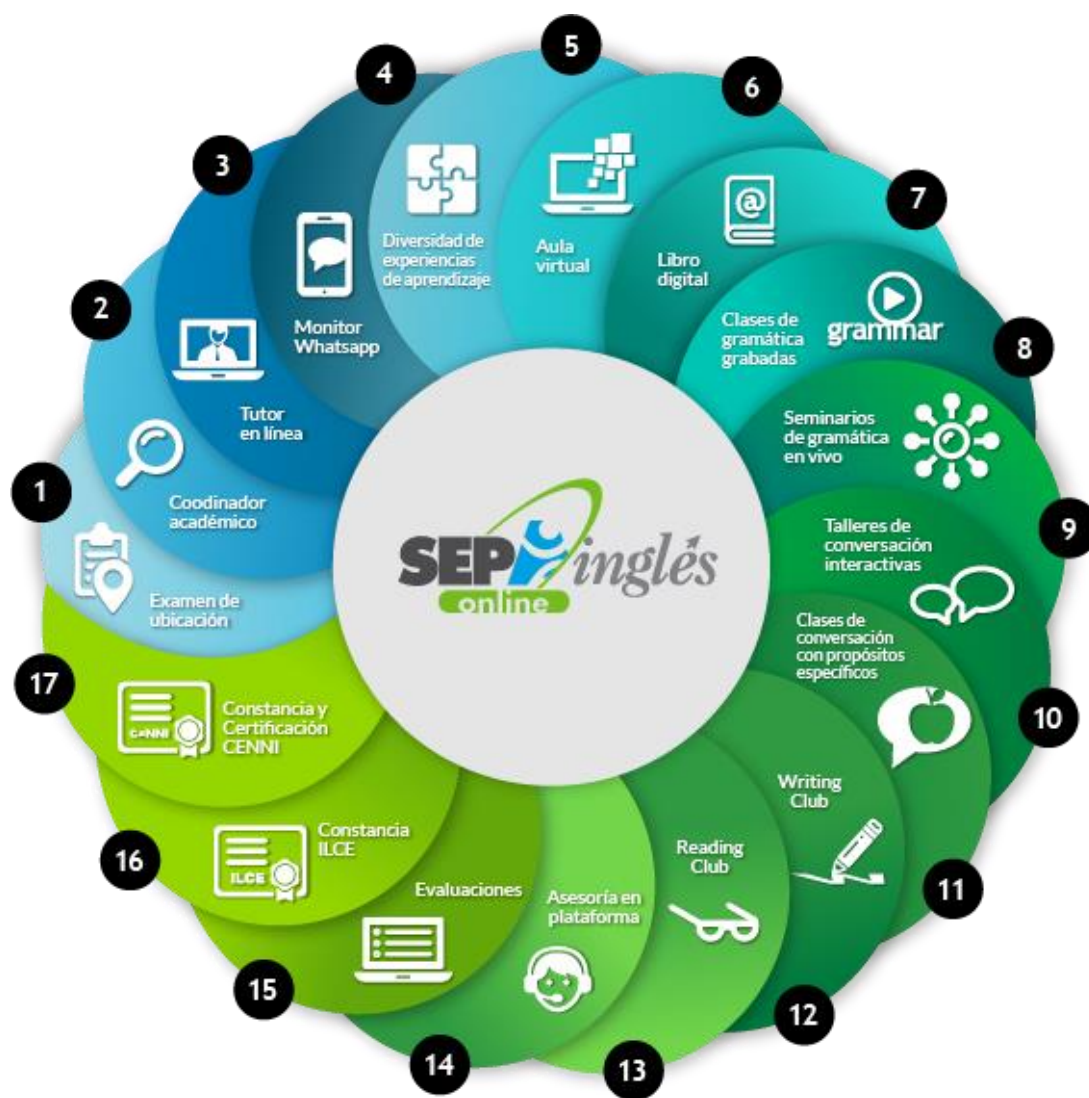 1
Examen de
ubicación
2
Coodinador
académico
3
Tutor
en línea
4
Monitor
Whatsapp
5
Diversidad de
experiencias
de aprendizaje
6
Aula
virtual
7
Libro
digital
@
8
Clases de
gramática
grabadas
grammar
9
Seminarios
de gramática
en vivo
10
Talleres de
conversación
interactivas
11
Clases de
conversación
con propósitos
específicos
12
Writing
Club
13
Reading
Club
14
Asesoría en
plataforma
15
Evaluaciones
16
Constancia
ILCE
ILCE
17
Constancia y
Certificación
CENNI
CeNNI
SEP inglés
online